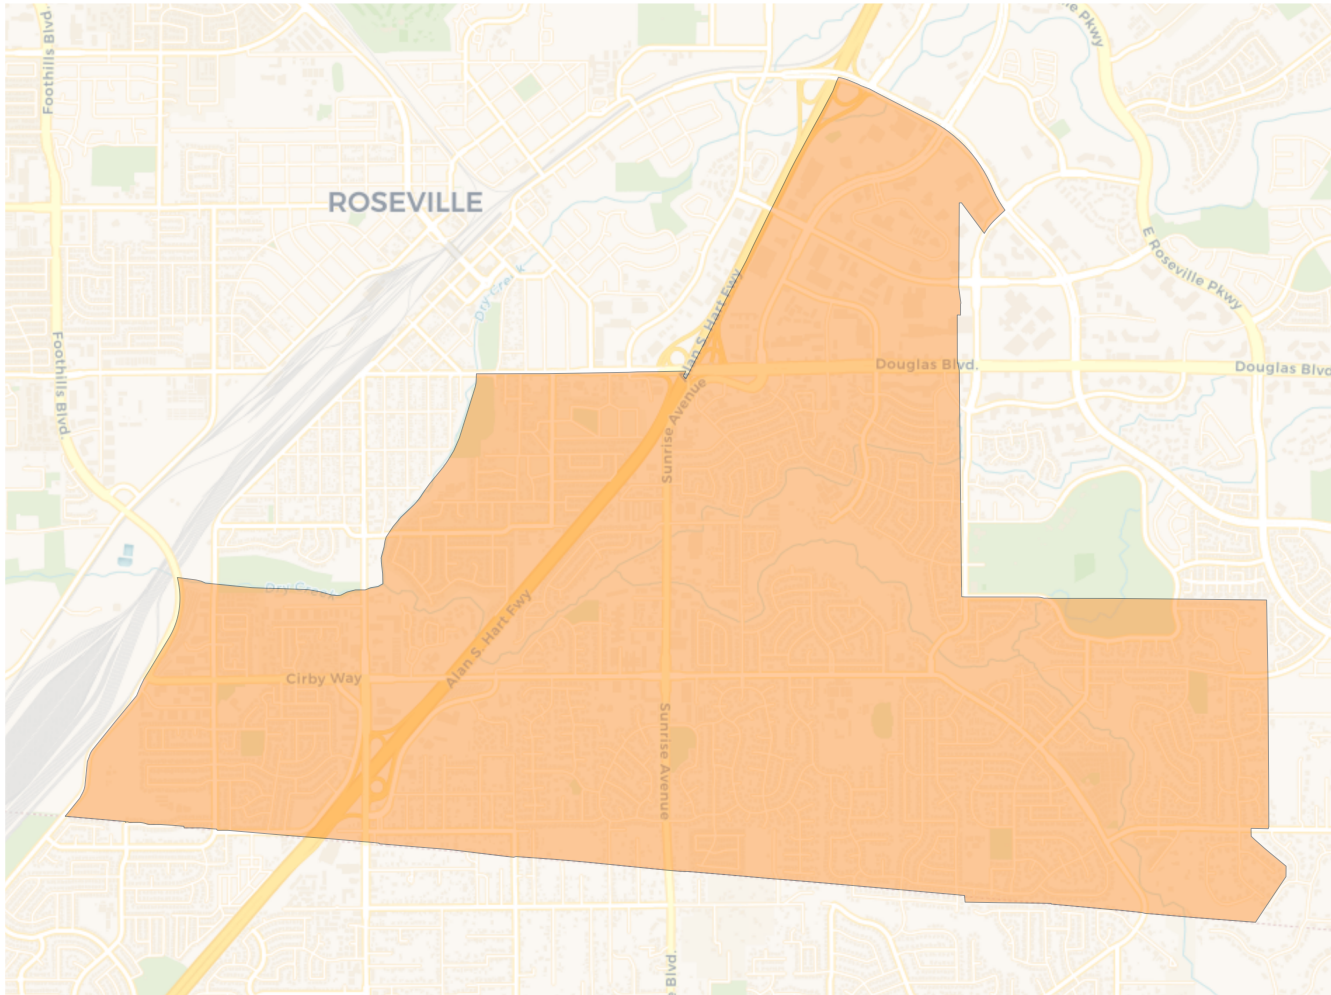 Foothills Blvd.
Pkwy
ROSEVILLE
E Roseville Pkwy
Dry Creek
Alan S. Hart Fwy
Foothills Blvd
Douglas Blvd.
Douglas Blvd
Sunrise Avenue
Dry Creek
Alan S. Hart Fwy
Cirby Way
Sunrise Avenue
Blvd.